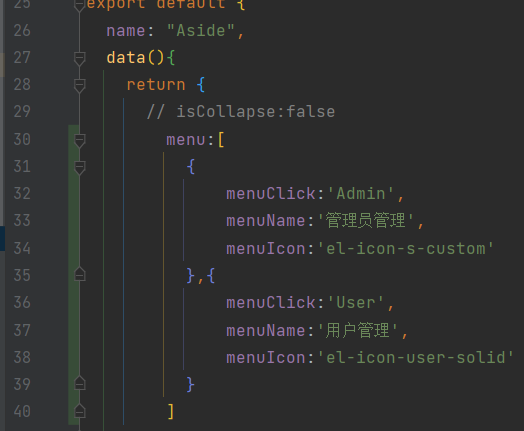 25 export default {
26 name: "Aside",
27 data(){
28 return {
29 // isCollapse:false
30 menu:[
31 {
32 menuClick:'Admin',
33 menuName:'管理员管理',
34 menuIcon:'el-icon-s-custom'
35 },{
36 menuClick:'User',
37 menuName:'用户管理',
38 menuIcon:'el-icon-user-solid'
39 }
40 ]